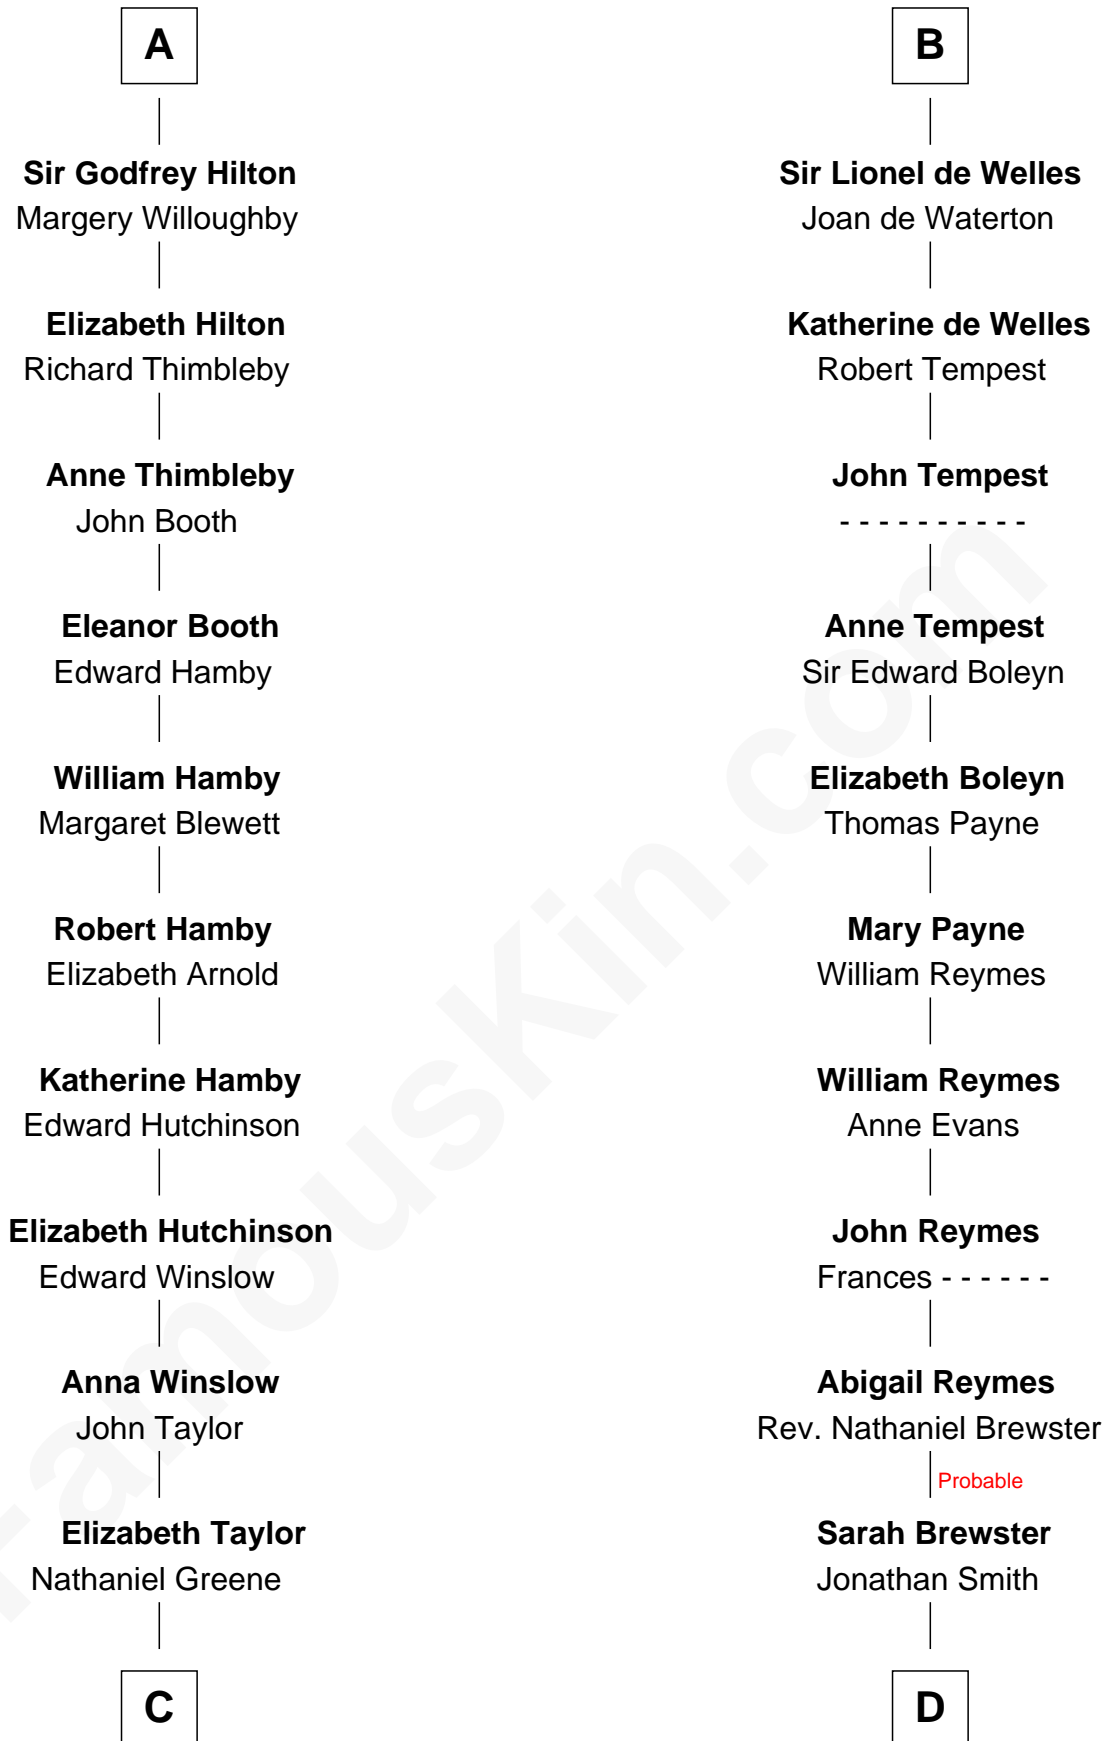 A
Sir Godfrey Hilton
Margery Willoughby
Elizabeth Hilton
Richard Thimbleby
Anne Thimbleby
John Booth
Eleanor Booth
Edward Hamby
William Hamby
Margaret Blewett
Robert Hamby
Elizabeth Arnold
Katherine Hamby
Edward Hutchinson
Elizabeth Hutchinson
Edward Winslow
Anna Winslow
John Taylor
Elizabeth Taylor
Nathaniel Greene
C
B
Sir Lionel de Welles
Joan de Waterton
Katherine de Welles
Robert Tempest
John Tempest
- - - - - - - - - -
Anne Tempest
Sir Edward Boleyn
Elizabeth Boleyn
Thomas Payne
Mary Payne
William Reymes
William Reymes
Anne Evans
John Reymes
Frances - - - - - -
Abigail Reymes
Rev. Nathaniel Brewster
Probable
Sarah Brewster
Jonathan Smith
D
FamousKin.com